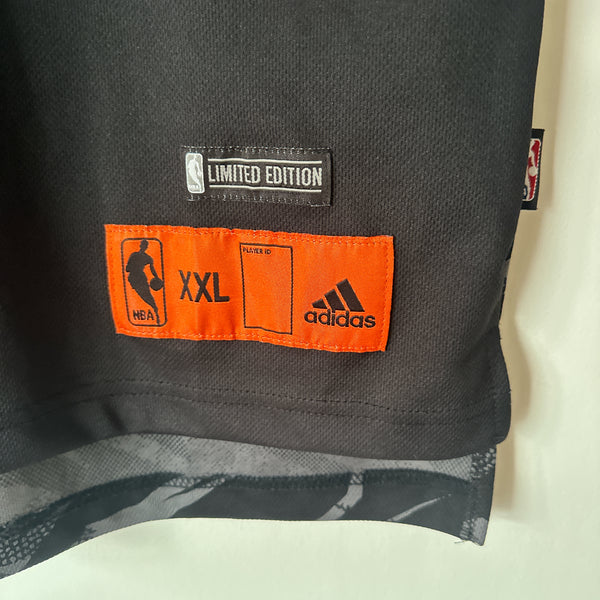 LIMITED EDITION
NBA
XXL
PLAYER ID
adidas